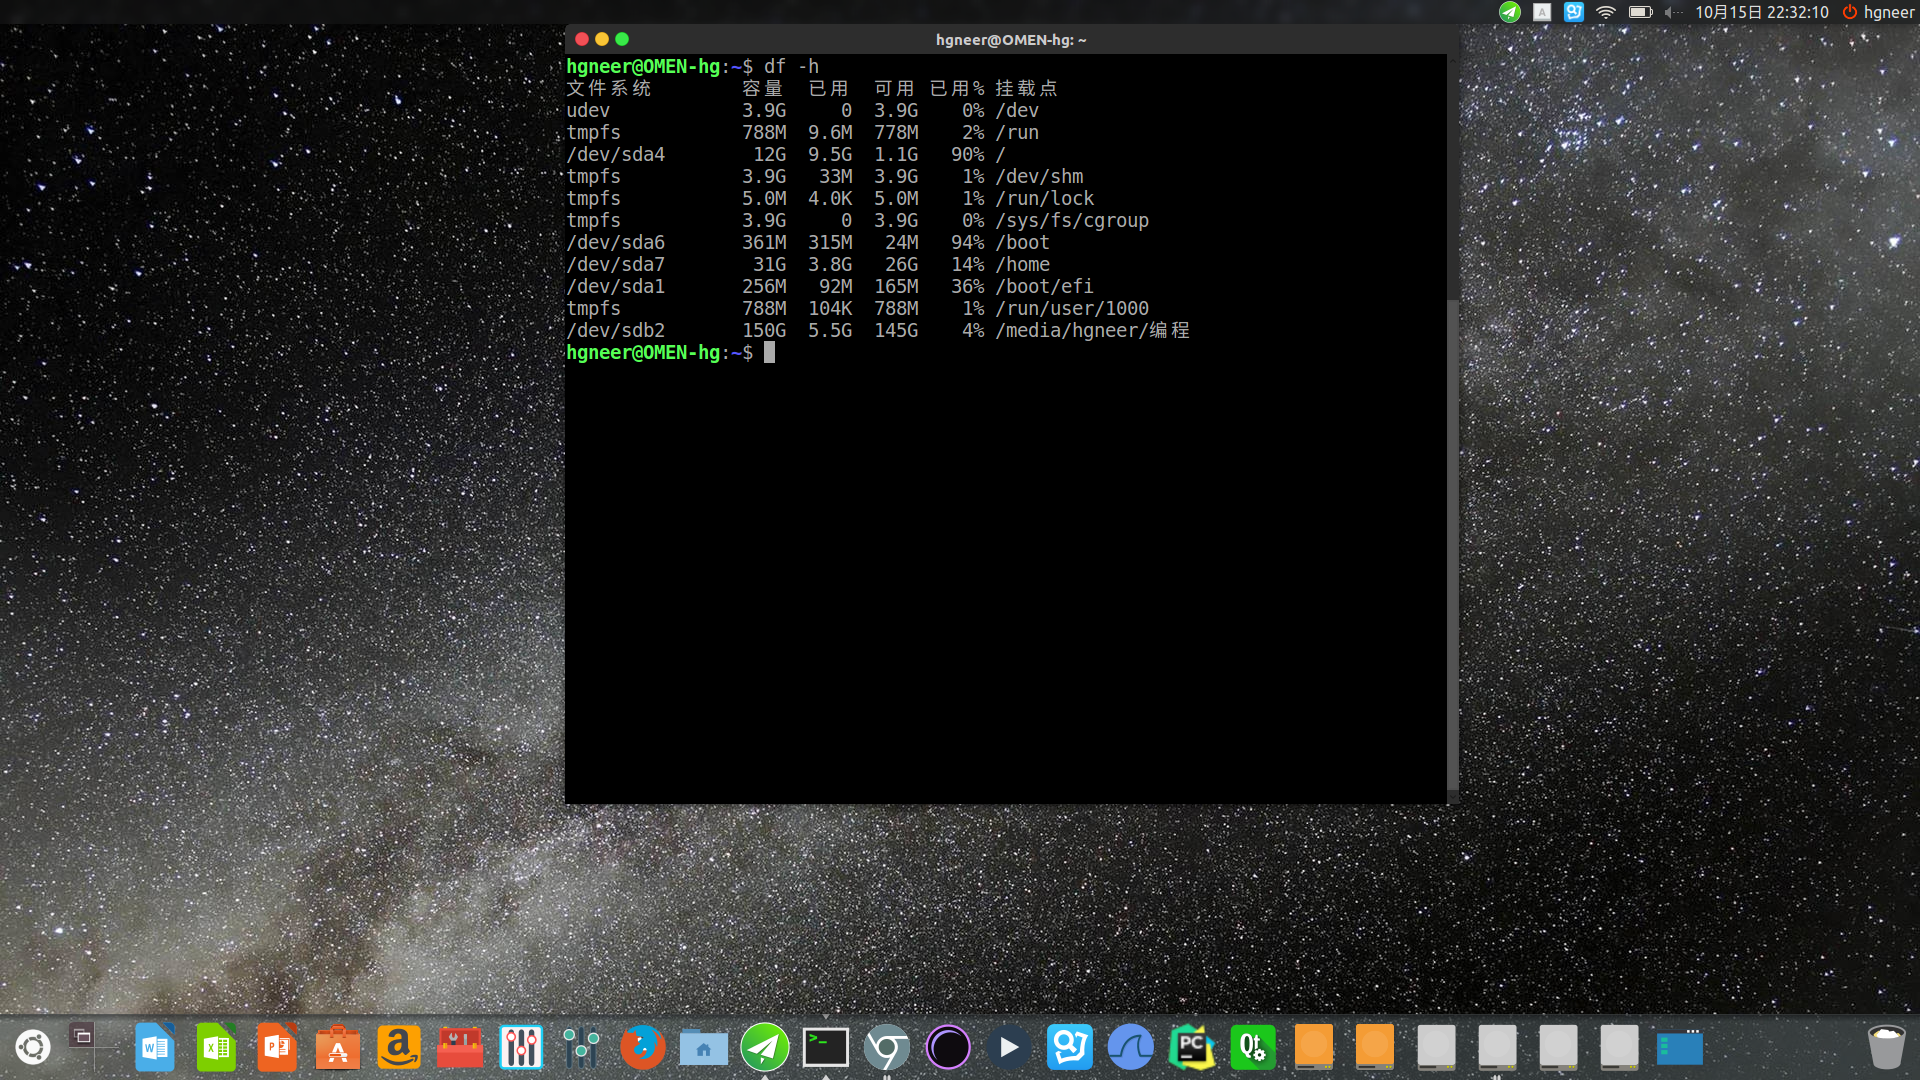 10月15日 22:32:10 hgneer
hgneer@OMEN-hg: ~
hgneer@OMEN-hg:~$ df -h
文件系统 容量 已用 可用 已用% 挂载点
udev 3.9G 0 3.9G 0% /dev
tmpfs 788M 9.6M 778M 2% /run
/dev/sda4 12G 9.5G 1.1G 90% /
tmpfs 3.9G 33M 3.9G 1% /dev/shm
tmpfs 5.0M 4.0K 5.0M 1% /run/lock
tmpfs 3.9G 0 3.9G 0% /sys/fs/cgroup
/dev/sda6 361M 315M 24M 94% /boot
/dev/sda7 31G 3.8G 26G 14% /home
/dev/sda1 256M 92M 165M 36% /boot/efi
tmpfs 788M 104K 788M 1% /run/user/1000
/dev/sdb2 150G 5.5G 145G 4% /media/hgneer/编程
hgneer@OMEN-hg:~$